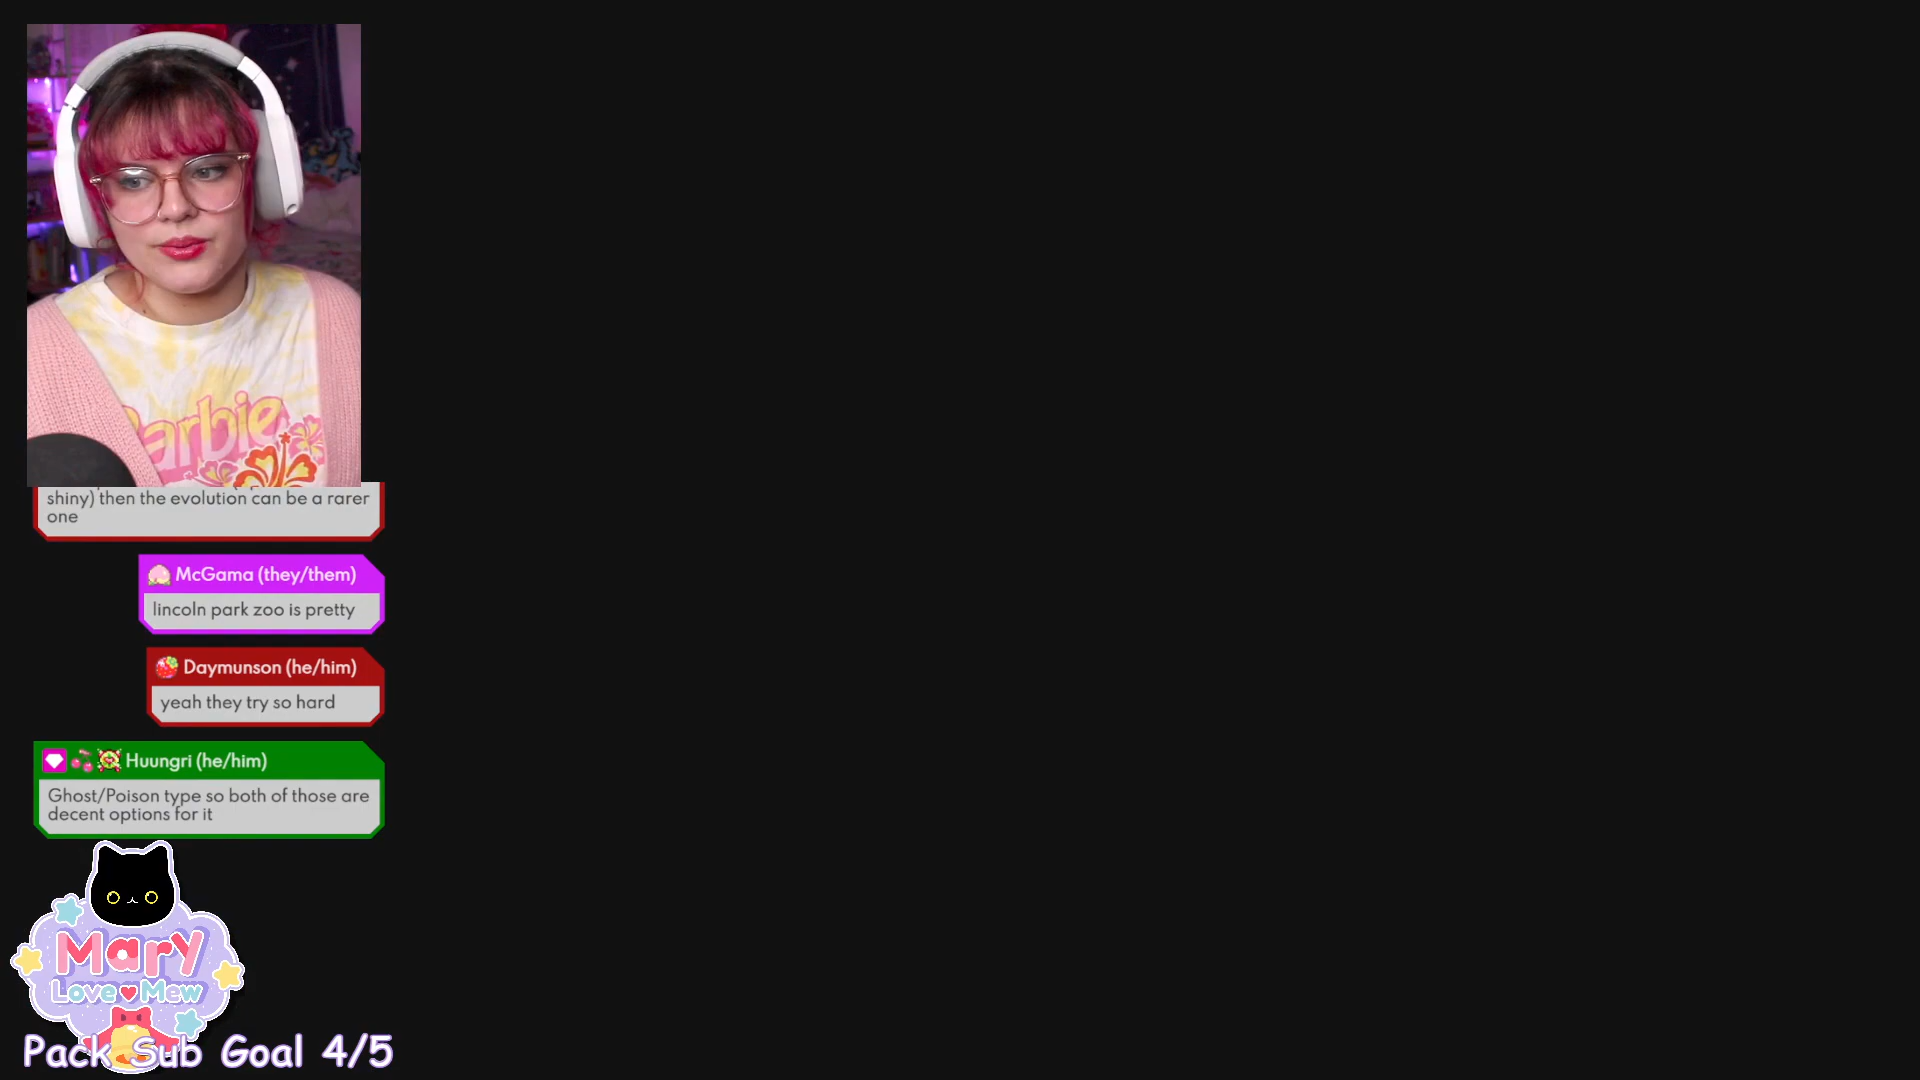 Barbie
shiny) then the evolution can be a rarer
one
McGama (they/them)
lincoln park zoo is pretty
Daymunson (he/him)
yeah they try so hard
Huungri (he/him)
Ghost/Poison type so both of those are
decent options for it
Mary
Love Mew
Pack Sub Goal 4/5